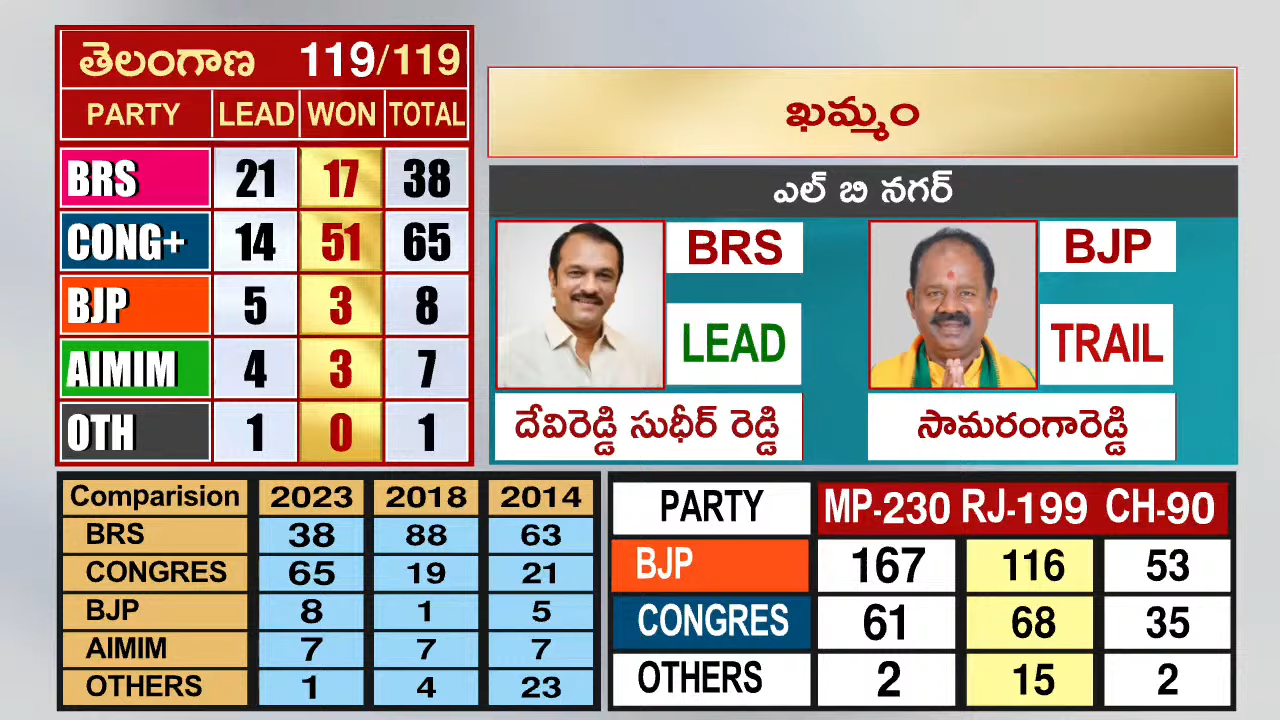 తెలంగాణ 119/119
PARTY LEAD WON TOTAL
BRS 21 17 38
CONG+ 14 51 65
BJP 5 3 8
AIMIM 4 3 7
OTH 1 0 1
ఖమ్మం
ఎల్ బి నగర్
BRS
LEAD
దేవిరెడ్డి సుధీర్ రెడ్డి
BJP
TRAIL
సామరంగారెడ్డి
Comparision 2023 2018 2014
BRS 38 88 63
CONGRES 65 19 21
BJP 8 1 5
AIMIM 7 7 7
OTHERS 1 4 23
PARTY MP-230 RJ-199 CH-90
BJP 167 116 53
CONGRES 61 68 35
OTHERS 2 15 2